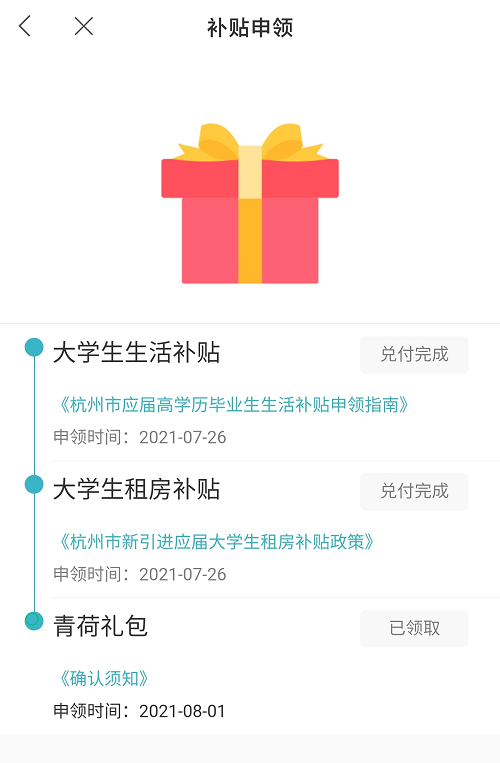 补贴申领
大学生生活补贴
兑付完成
《杭州市应届高学历毕业生生活补贴申领指南》
申领时间：2021-07-26
大学生租房补贴
兑付完成
《杭州市新引进应届大学生租房补贴政策》
申领时间：2021-07-26
青荷礼包
已领取
《确认须知》
申领时间：2021-08-01